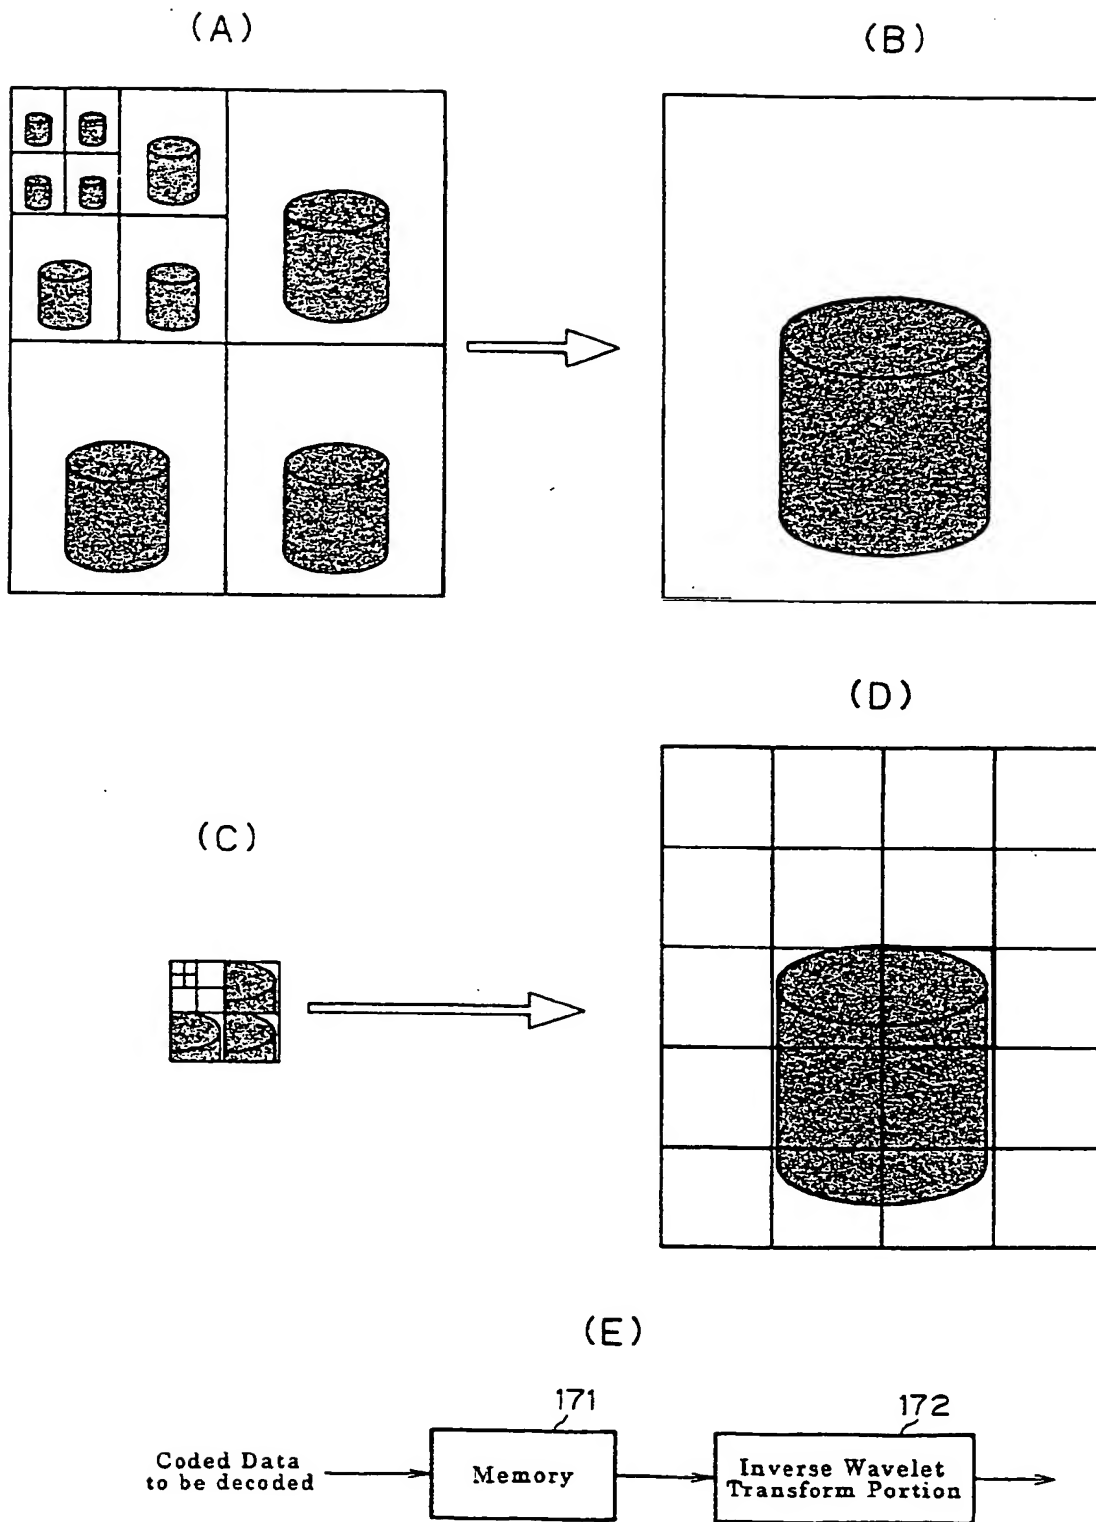 (A)
(B)
(C)
(D)
(E)
171
172
Coded Data
to be decoded
Memory
Inverse Wavelet
Transform Portion